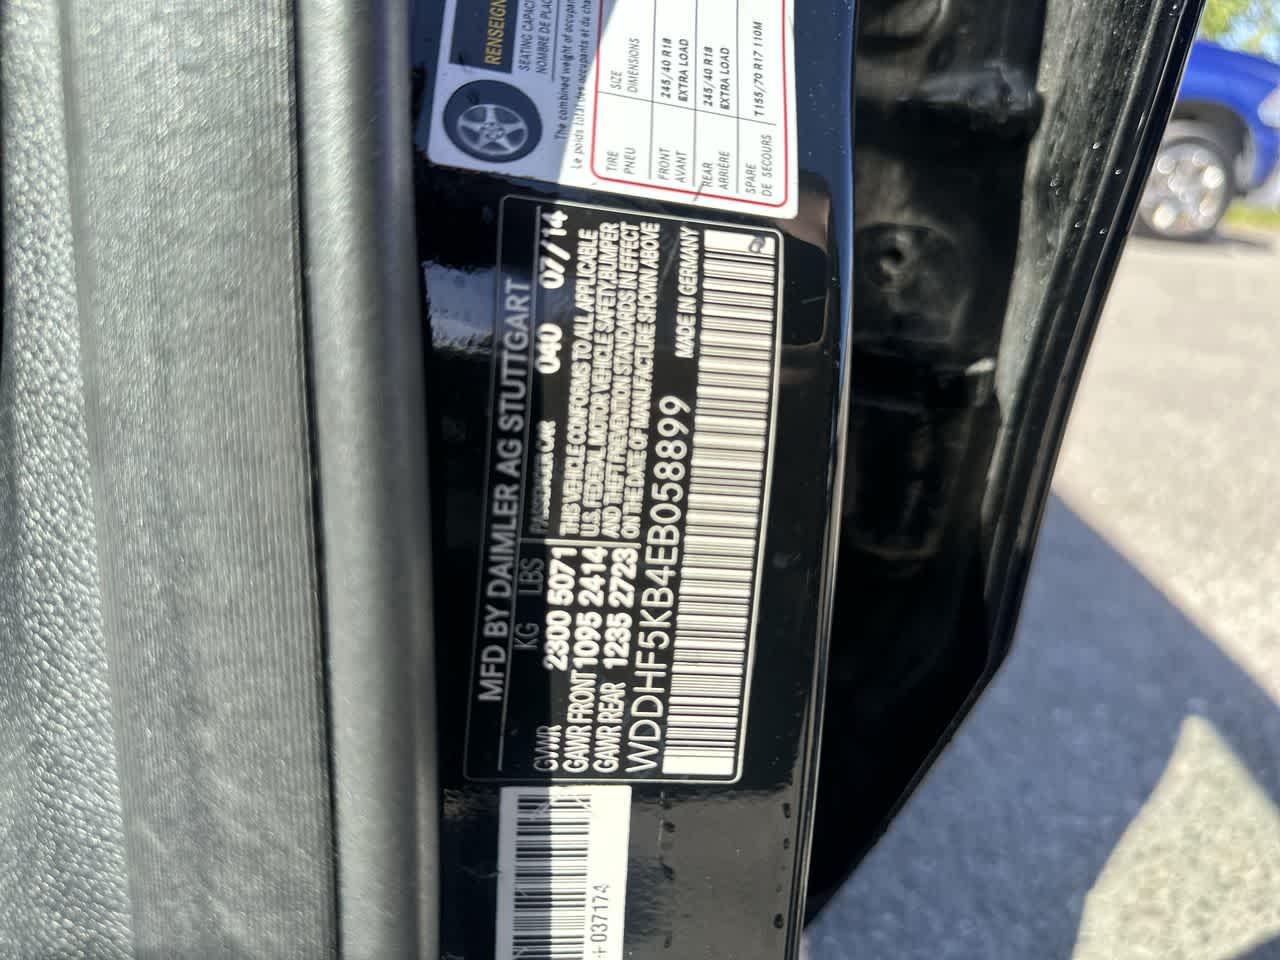 RENSEIGN
SEATING CAPACI
NOMBRE DE PLAC
The combined weight of occupan
Le poids total des occupants et du cha
TIRE SIZE
PNEU DIMENSIONS
FRONT 245/40 R18
AVANT EXTRA LOAD
REAR 245/40 R18
ARRIÈRE EXTRA LOAD
SPARE T155/70 R17 110M
DE SECOURS
MFD BY DAIMLER AG STUTTGART
KG LBS PASSENGER CAR 040 07/14
GVWR 2300 5071
GAWR FRONT 1095 2414
GAWR REAR 1235 2723
THIS VEHICLE CONFORMS TO ALL APPLICABLE
U.S. FEDERAL MOTOR VEHICLE SAFETY, BUMPER
AND THEFT PREVENTION STANDARDS IN EFFECT
ON THE DATE OF MANUFACTURE SHOWN ABOVE
WDDHF5KB4EB058899 MADE IN GERMANY
+037174